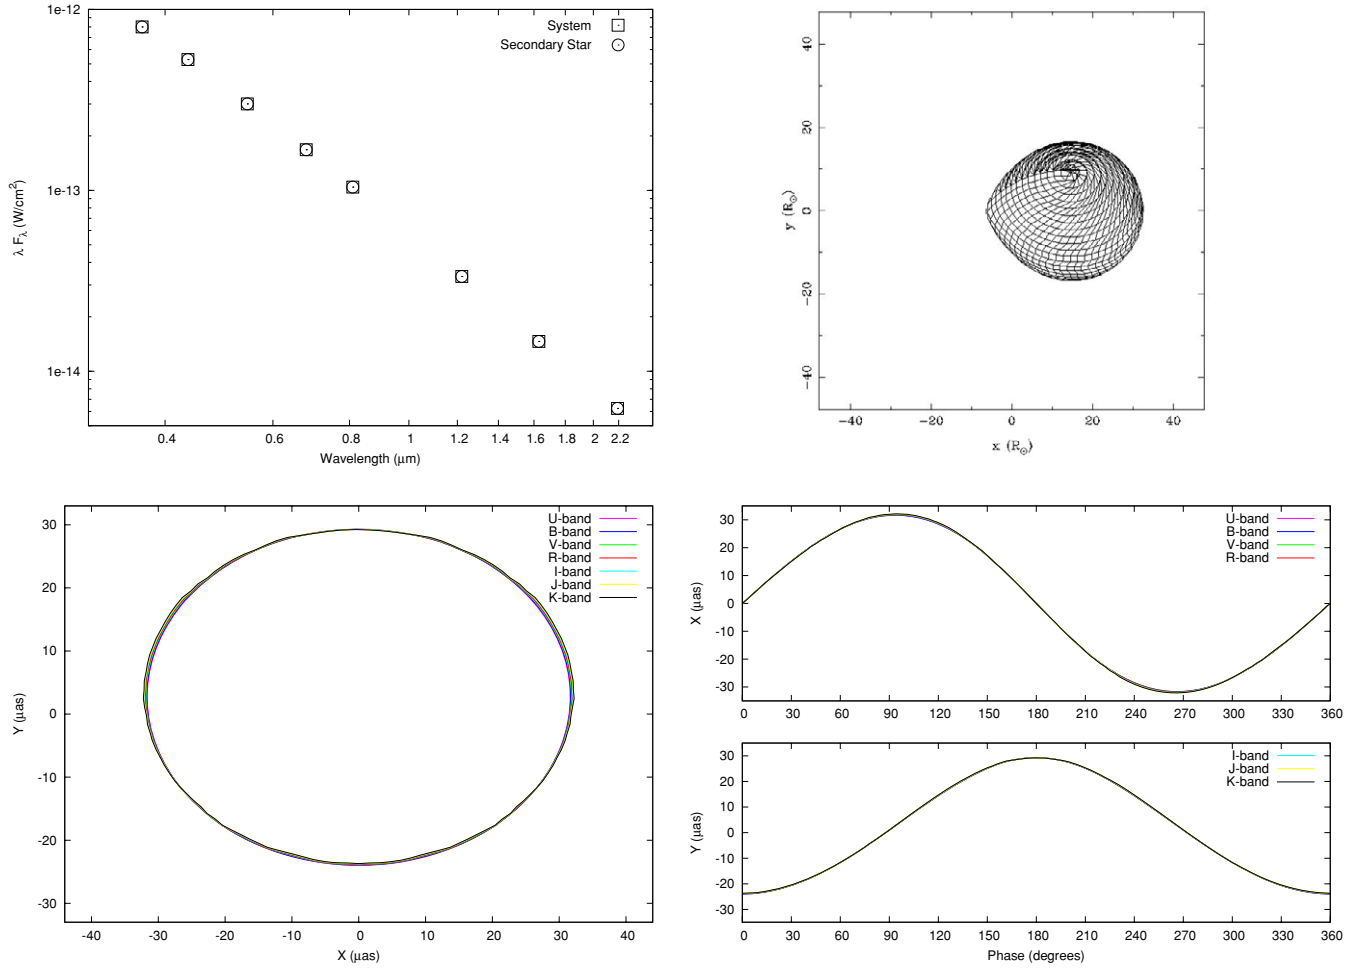 1e-12
1e-13
1e-14
λ Fλ (W/cm²)
System
Secondary Star
0.4 0.6 0.8 1 1.2 1.4 1.6 1.8 2 2.2
Wavelength (μm)
40
20
0
−20
−40
y (R☉)
−40 −20 0 20 40
x (R☉)
30
20
10
0
-10
-20
-30
Y (μas)
U-band
B-band
V-band
R-band
I-band
J-band
K-band
-40 -30 -20 -10 0 10 20 30 40
X (μas)
30
20
10
0
-10
-20
-30
X (μas)
U-band
B-band
V-band
R-band
0 30 60 90 120 150 180 210 240 270 300 330 360
30
20
10
0
-10
-20
-30
Y (μas)
I-band
J-band
K-band
0 30 60 90 120 150 180 210 240 270 300 330 360
Phase (degrees)